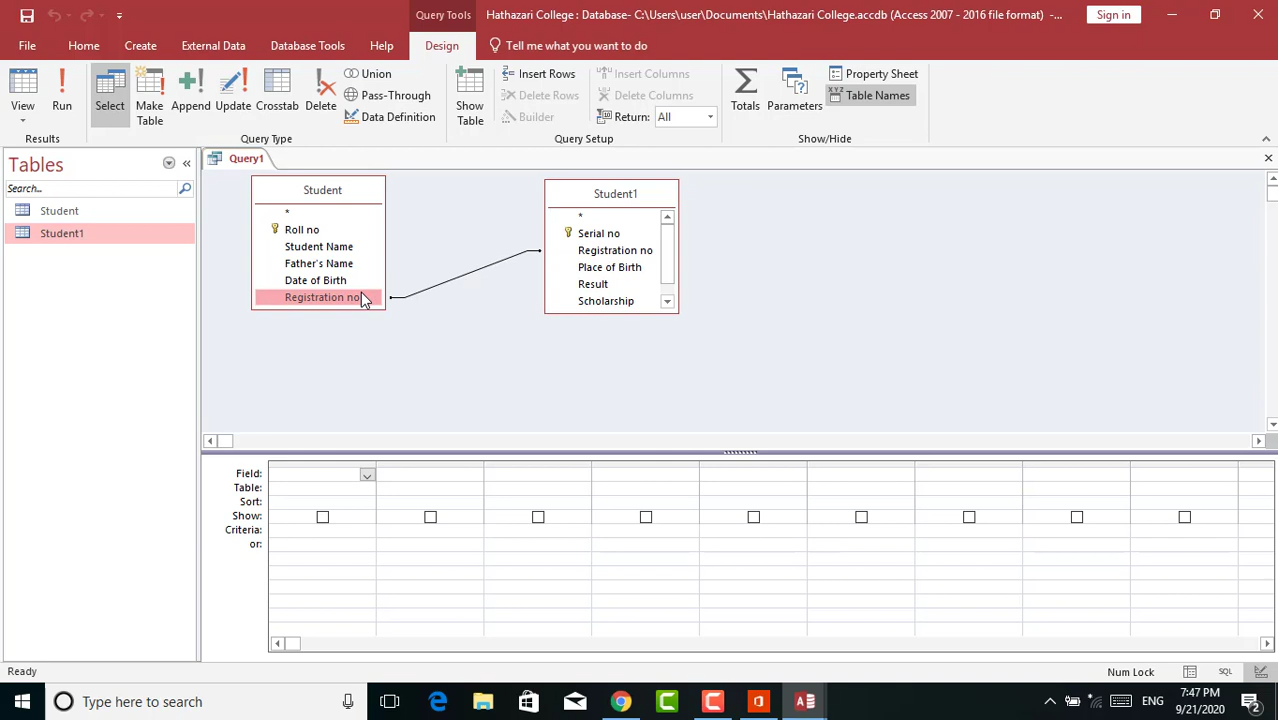 Query Tools
Hathazari College : Database- C:\Users\user\Documents\Hathazari College.accdb (Access 2007 - 2016 file format) -...
Sign in
File Home Create External Data Database Tools Help Design Tell me what you want to do
View
Run
Select
Make Table
Append
Update
Crosstab
Delete
Union
Pass-Through
Data Definition
Show Table
Insert Rows
Delete Rows
Builder
Insert Columns
Delete Columns
Return: All
Totals
Parameters
Property Sheet
XYZ Table Names
Results
Query Type
Query Setup
Show/Hide
Tables
Search...
Student
Student1
Query1
Student
*
Roll no
Student Name
Father's Name
Date of Birth
Registration no
Student1
*
Serial no
Registration no
Place of Birth
Result
Scholarship
Field:
Table:
Sort:
Show:
Criteria:
or:
Ready
Num Lock
SQL
Type here to search
ENG
7:47 PM
9/21/2020
2